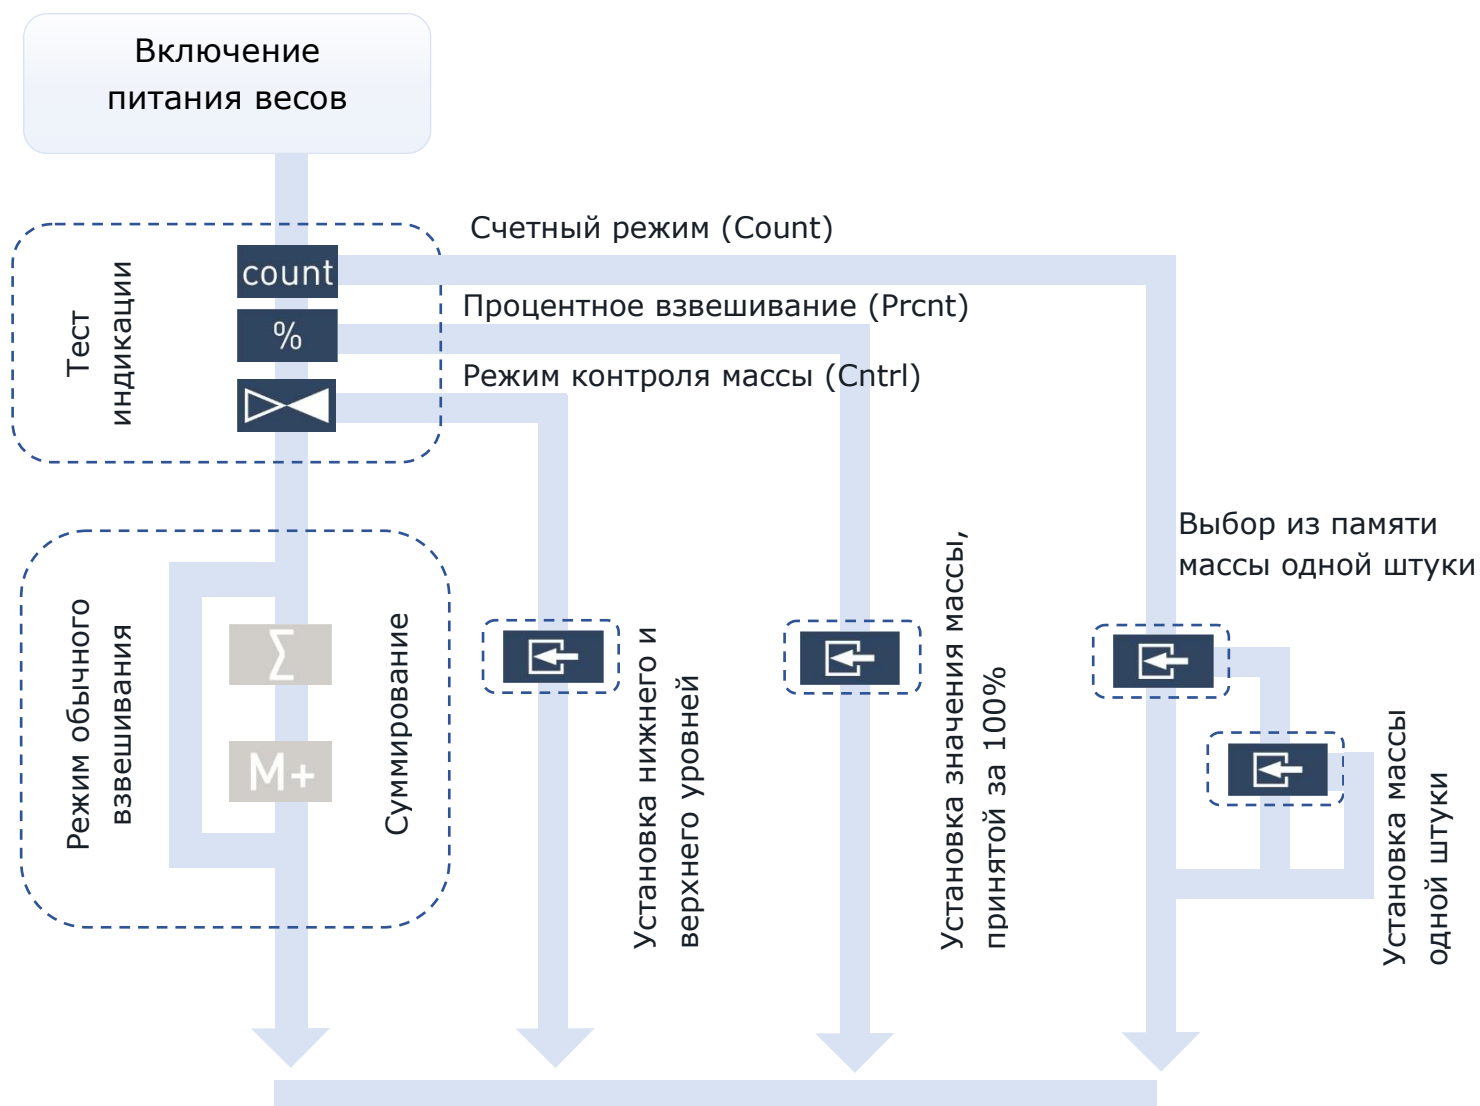 Включение
питания весов
Счетный режим (Count)
Тест
индикации
count
Процентное взвешивание (Prcnt)
%
Режим контроля массы (Cntrl)
Выбор из памяти
массы одной штуки
Режим обычного
взвешивания
Σ
M+
Суммирование
Установка нижнего и
верхнего уровней
Установка значения массы,
принятой за 100%
Установка массы
одной штуки